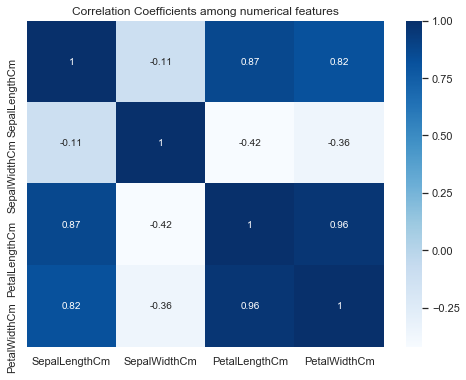 Correlation Coefficients among numerical features
SepalLengthCm
1
-0.11
0.87
0.82
SepalWidthCm
-0.11
1
-0.42
-0.36
PetalLengthCm
0.87
-0.42
1
0.96
PetalWidthCm
0.82
-0.36
0.96
1
SepalLengthCm
SepalWidthCm
PetalLengthCm
PetalWidthCm
1.00
0.75
0.50
0.25
0.00
−0.25